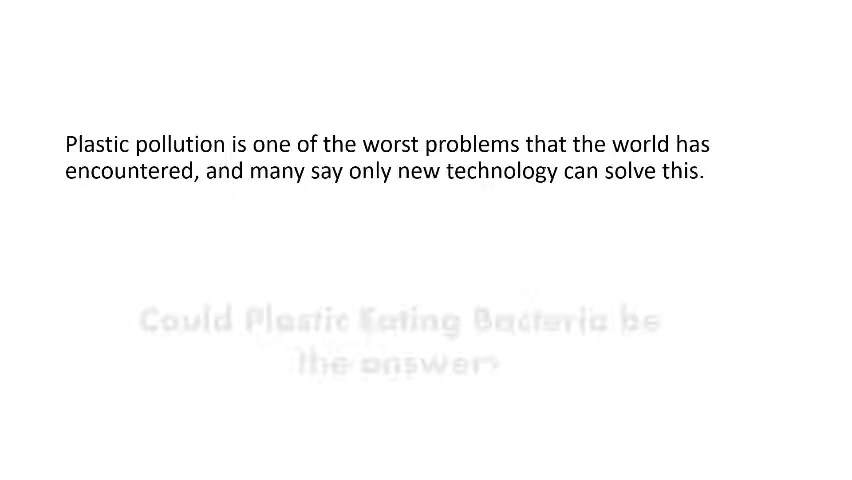 Plastic pollution is one of the worst problems that the world has
encountered, and many say only new technology can solve this.
Could Plastic Eating Bacteria be
the answer